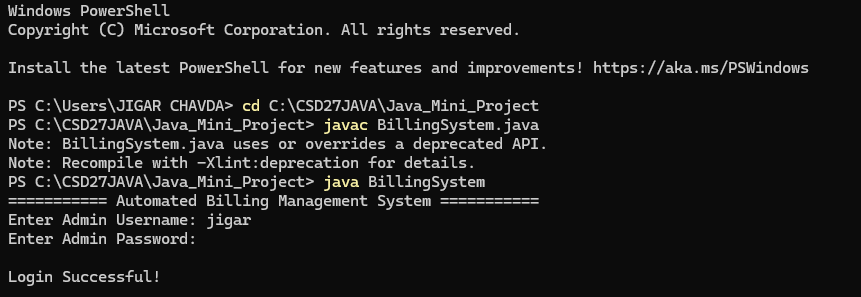 Windows PowerShell
Copyright (C) Microsoft Corporation. All rights reserved.
Install the latest PowerShell for new features and improvements! https://aka.ms/PSWindows
PS C:\Users\JIGAR CHAVDA> cd C:\CSD27JAVA\Java_Mini_Project
PS C:\CSD27JAVA\Java_Mini_Project> javac BillingSystem.java
Note: BillingSystem.java uses or overrides a deprecated API.
Note: Recompile with -Xlint:deprecation for details.
PS C:\CSD27JAVA\Java_Mini_Project> java BillingSystem
=========== Automated Billing Management System ===========
Enter Admin Username: jigar
Enter Admin Password:
Login Successful!